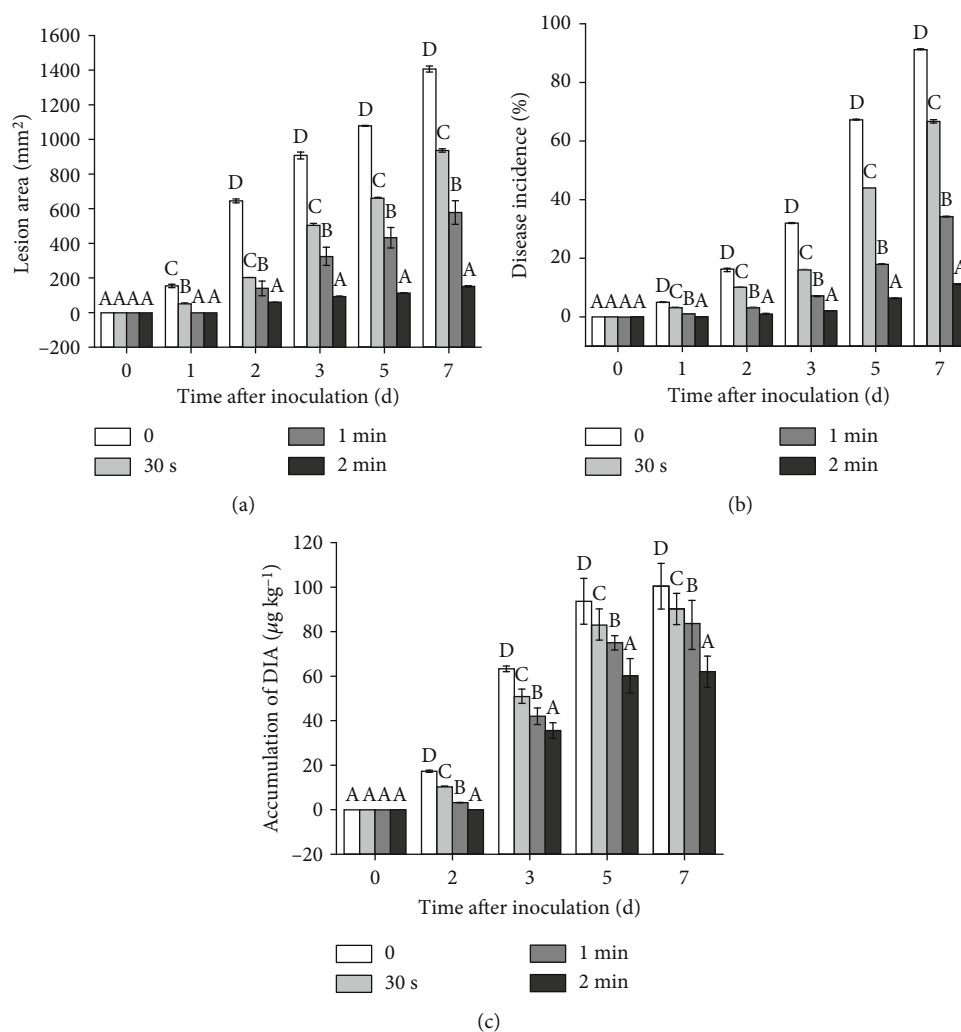 1600
1400
1200
1000
800
600
400
200
0
−200
Lesion area (mm²)
A A A A
C B A A
D C B A
D C B A
D C B A
D C B A
0 1 2 3 5 7
Time after inoculation (d)
0 1 min
30 s 2 min
(a)
100
80
60
40
20
0
Disease incidence (%)
A A A A
D C B A
D C B A
D C B A
D C B A
D C B A
0 1 2 3 5 7
Time after inoculation (d)
0 1 min
30 s 2 min
(b)
120
100
80
60
40
20
0
−20
Accumulation of DIA (μg kg⁻¹)
A A A A
D C B A
D C B A
D C B A
D C B A
0 2 3 5 7
Time after inoculation (d)
0 1 min
30 s 2 min
(c)